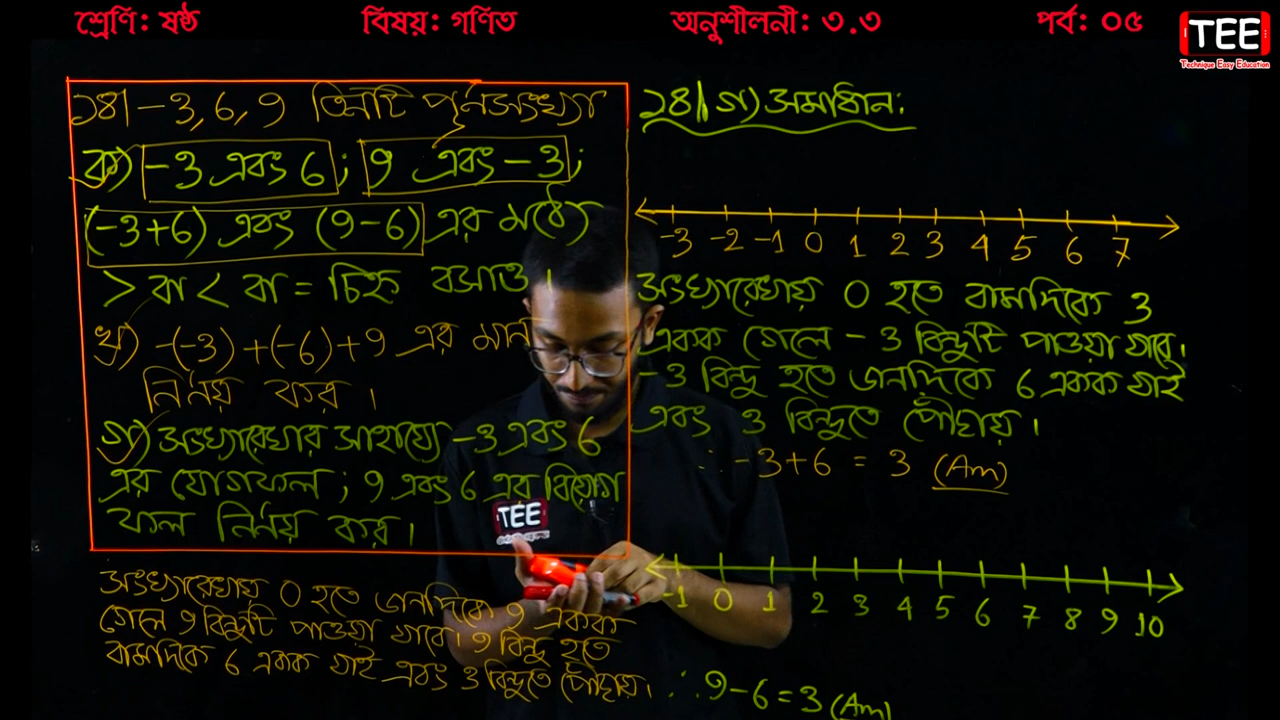 শ্রেণি: ষষ্ঠ বিষয়: গণিত অনুশীলনী: ৩.৩ পর্ব: ০৫
TEE
Technique Easy Education
১৪। -3, 6, 9 তিনটি পূর্ণসংখ্যা
ক) -3 এবং 6 ; 9 এবং -3 ;
(-3+6) এবং (9-6) এর মধ্যে
> বা < বা = চিহ্ন বসাও।
খ) -(-3)+(-6)+9 এর মান
নির্ণয় কর।
গ) সংখ্যারেখার সাহায্যে -3 এবং 6
এর যোগফল ; 9 এবং 6 এর বিয়োগ
ফল নির্ণয় কর।
১৪। গ) সমাধান:
-3 -2 -1 0 1 2 3 4 5 6 7
সংখ্যারেখায় 0 হতে বামদিকে 3
একক গেলে -3 বিন্দুটি পাওয়া যাবে।
-3 বিন্দু হতে ডানদিকে 6 একক যাই
এবং 3 বিন্দুতে পৌছায়।
∴ -3+6 = 3 (Am)
TEE
-1 0 1 2 3 4 5 6 7 8 9 10
সংখ্যারেখায় 0 হতে ডানদিকে 9 একক
গেলে 9 বিন্দুটি পাওয়া যাবে। 9 বিন্দু হতে
বামদিকে 6 একক যাই এবং 3 বিন্দুতে পৌছায়।
∴ 9-6=3 (Am)